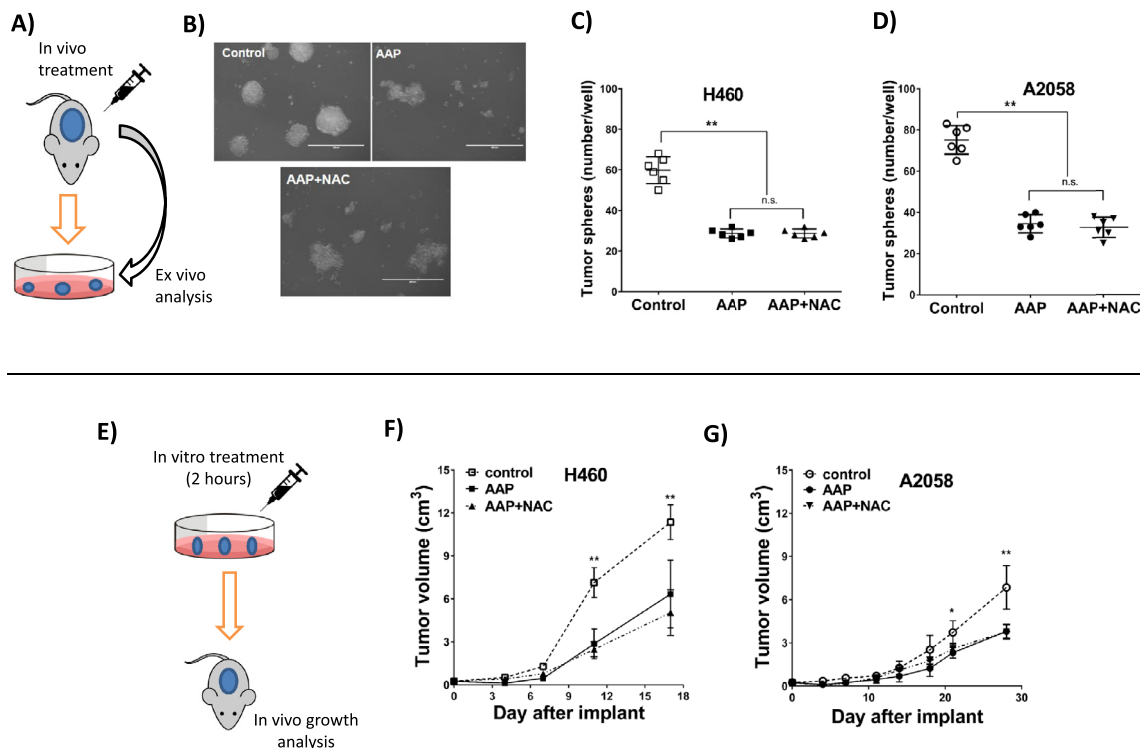 A)
In vivo
treatment
Ex vivo
analysis
B)
Control
AAP
AAP+NAC
C)
H460
Tumor spheres (number/well)
100
80
60
40
20
0
**
n.s.
Control AAP AAP+NAC
D)
A2058
Tumor spheres (number/well)
100
80
60
40
20
0
**
n.s.
Control AAP AAP+NAC
E)
In vitro treatment
(2 hours)
In vivo growth
analysis
F)
H460
control
AAP
AAP+NAC
Tumor volume (cm³)
15
12
9
6
3
0
**
**
0 3 6 9 12 15 18
Day after implant
G)
A2058
control
AAP
AAP+NAC
Tumor volume (cm³)
15
12
9
6
3
0
*
**
0 10 20 30
Day after implant